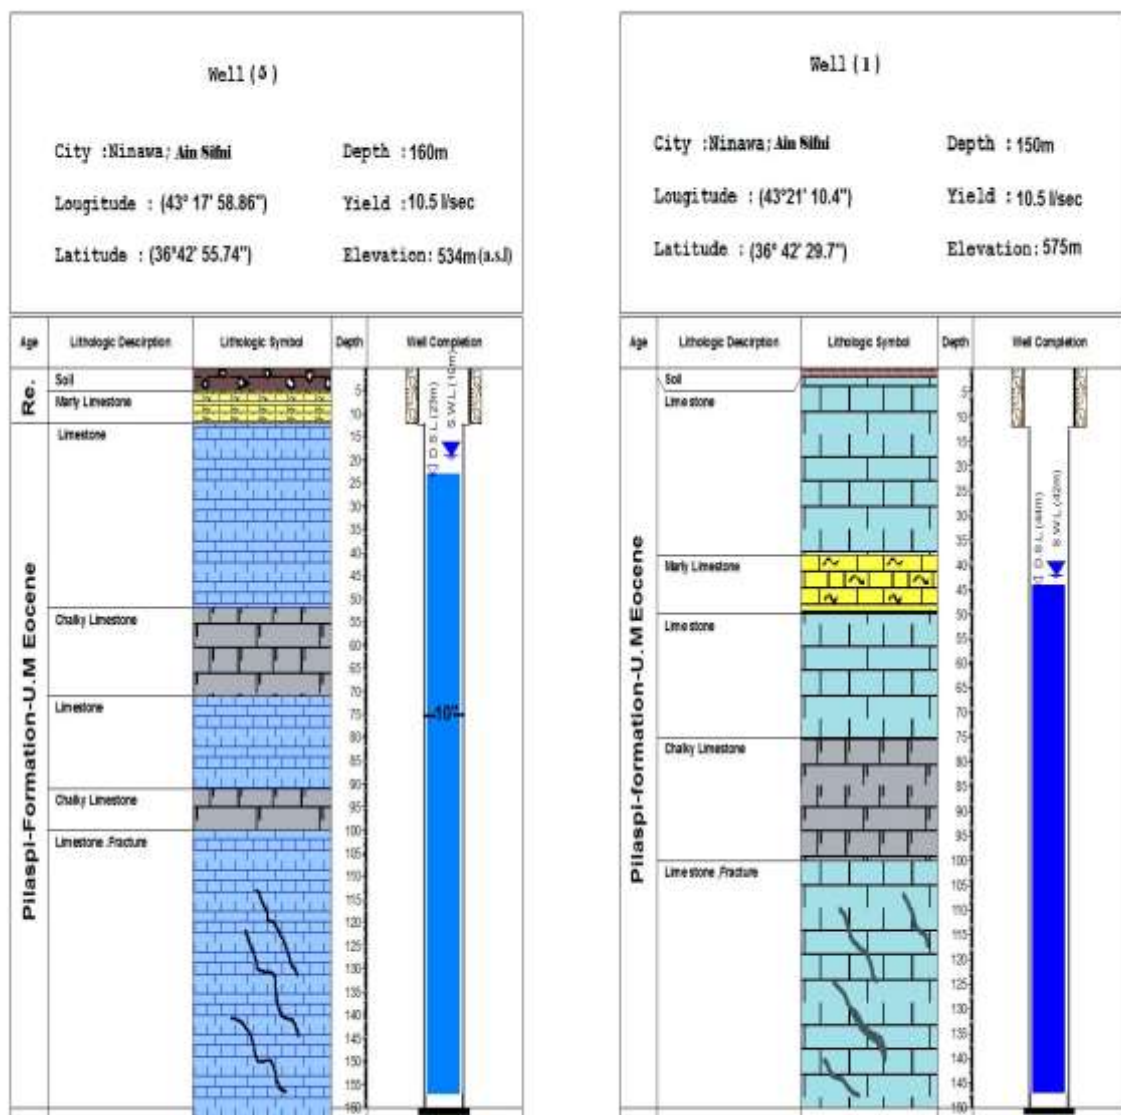 Well (5)
City :Ninawa; Ain Sifni Depth : 160m
Lougitude : (43° 17' 58.86") Yield :10.5 l/sec
Latitude : (36°42' 55.74") Elevation: 534m (a.s.l)
Age Lithologic Descirption Lithologic Symbol Depth Well Completion
Re.
Soil
Marly Limestone
Pilaspi-Formation-U.M Eocene
Limestone
Chalky Limestone
Limestone
Chalky Limestone
Limestone ,Fracture
5
10
15
20
25
30
35
40
45
50
55
60
65
70
75
80
85
90
95
100
105
110
115
120
125
130
135
140
145
150
155
160
D.S.L (23m)
10"
Well (1)
City :Ninawa; Ain Sifni Depth : 150m
Lougitude : (43°21' 10.4") Yield : 10.5 l/sec
Latitude : (36° 42' 29.7") Elevation: 575m
Age Lithologic Descirption Lithologic Symbol Depth Well Completion
Pilaspi-formation-U.M Eocene
Soil
Limestone
Marly Limestone
Limestone
Chalky Limestone
Limestone ,Fracture
5
10
15
20
25
30
35
40
45
50
55
60
65
70
75
80
85
90
95
100
105
110
115
120
125
130
135
140
145
150
D.S.L (44m)
S.W.L (42m)